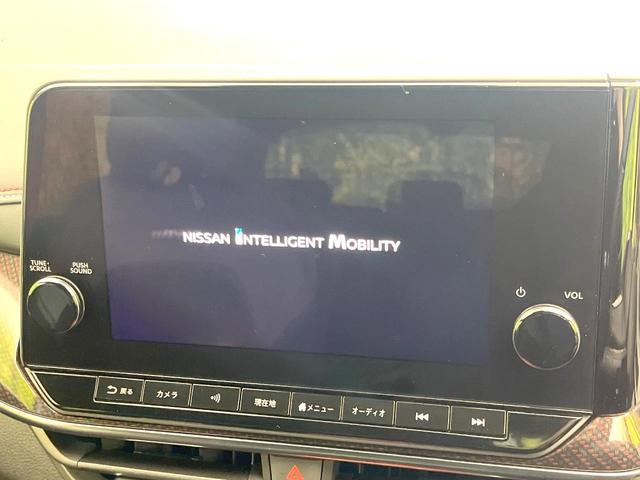 NISSAN INTELLIGENT MOBILITY
TUNE・
SCROLL
PUSH
SOUND
VOL
戻る
カメラ
現在地
メニュー
オーディオ